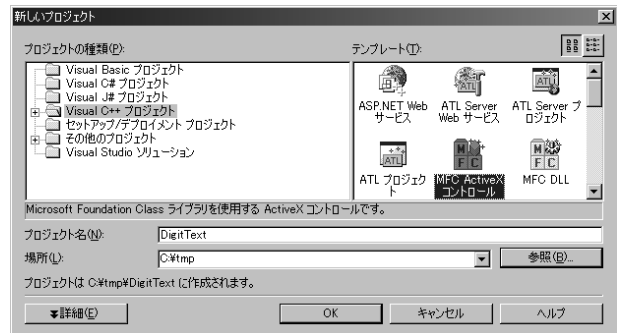 新しいプロジェクト
プロジェクトの種類(P):
Visual Basic プロジェクト
Visual C# プロジェクト
Visual J# プロジェクト
Visual C++ プロジェクト
セットアップ/デプロイメント プロジェクト
その他のプロジェクト
Visual Studio ソリューション
テンプレート(T):
ASP.NET Web
サービス
ATL Server
Web サービス
ATL Server プ
ロジェクト
ATL プロジェク
ト
MFC ActiveX
コントロール
MFC DLL
Microsoft Foundation Class ライブラリを使用する ActiveX コントロールです。
プロジェクト名(N):
DigitText
場所(L):
C:¥tmp
参照(B)...
プロジェクトは C:¥tmp¥DigitText に作成されます。
詳細(E)
OK
キャンセル
ヘルプ